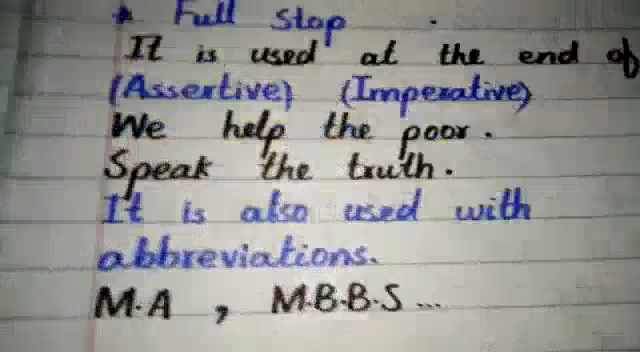 * Full Stop .
It is used at the end of
(Assertive) (Imperative)
We help the poor.
Speak the truth.
It is also used with
abbreviations.
M.A , M.B.B.S...